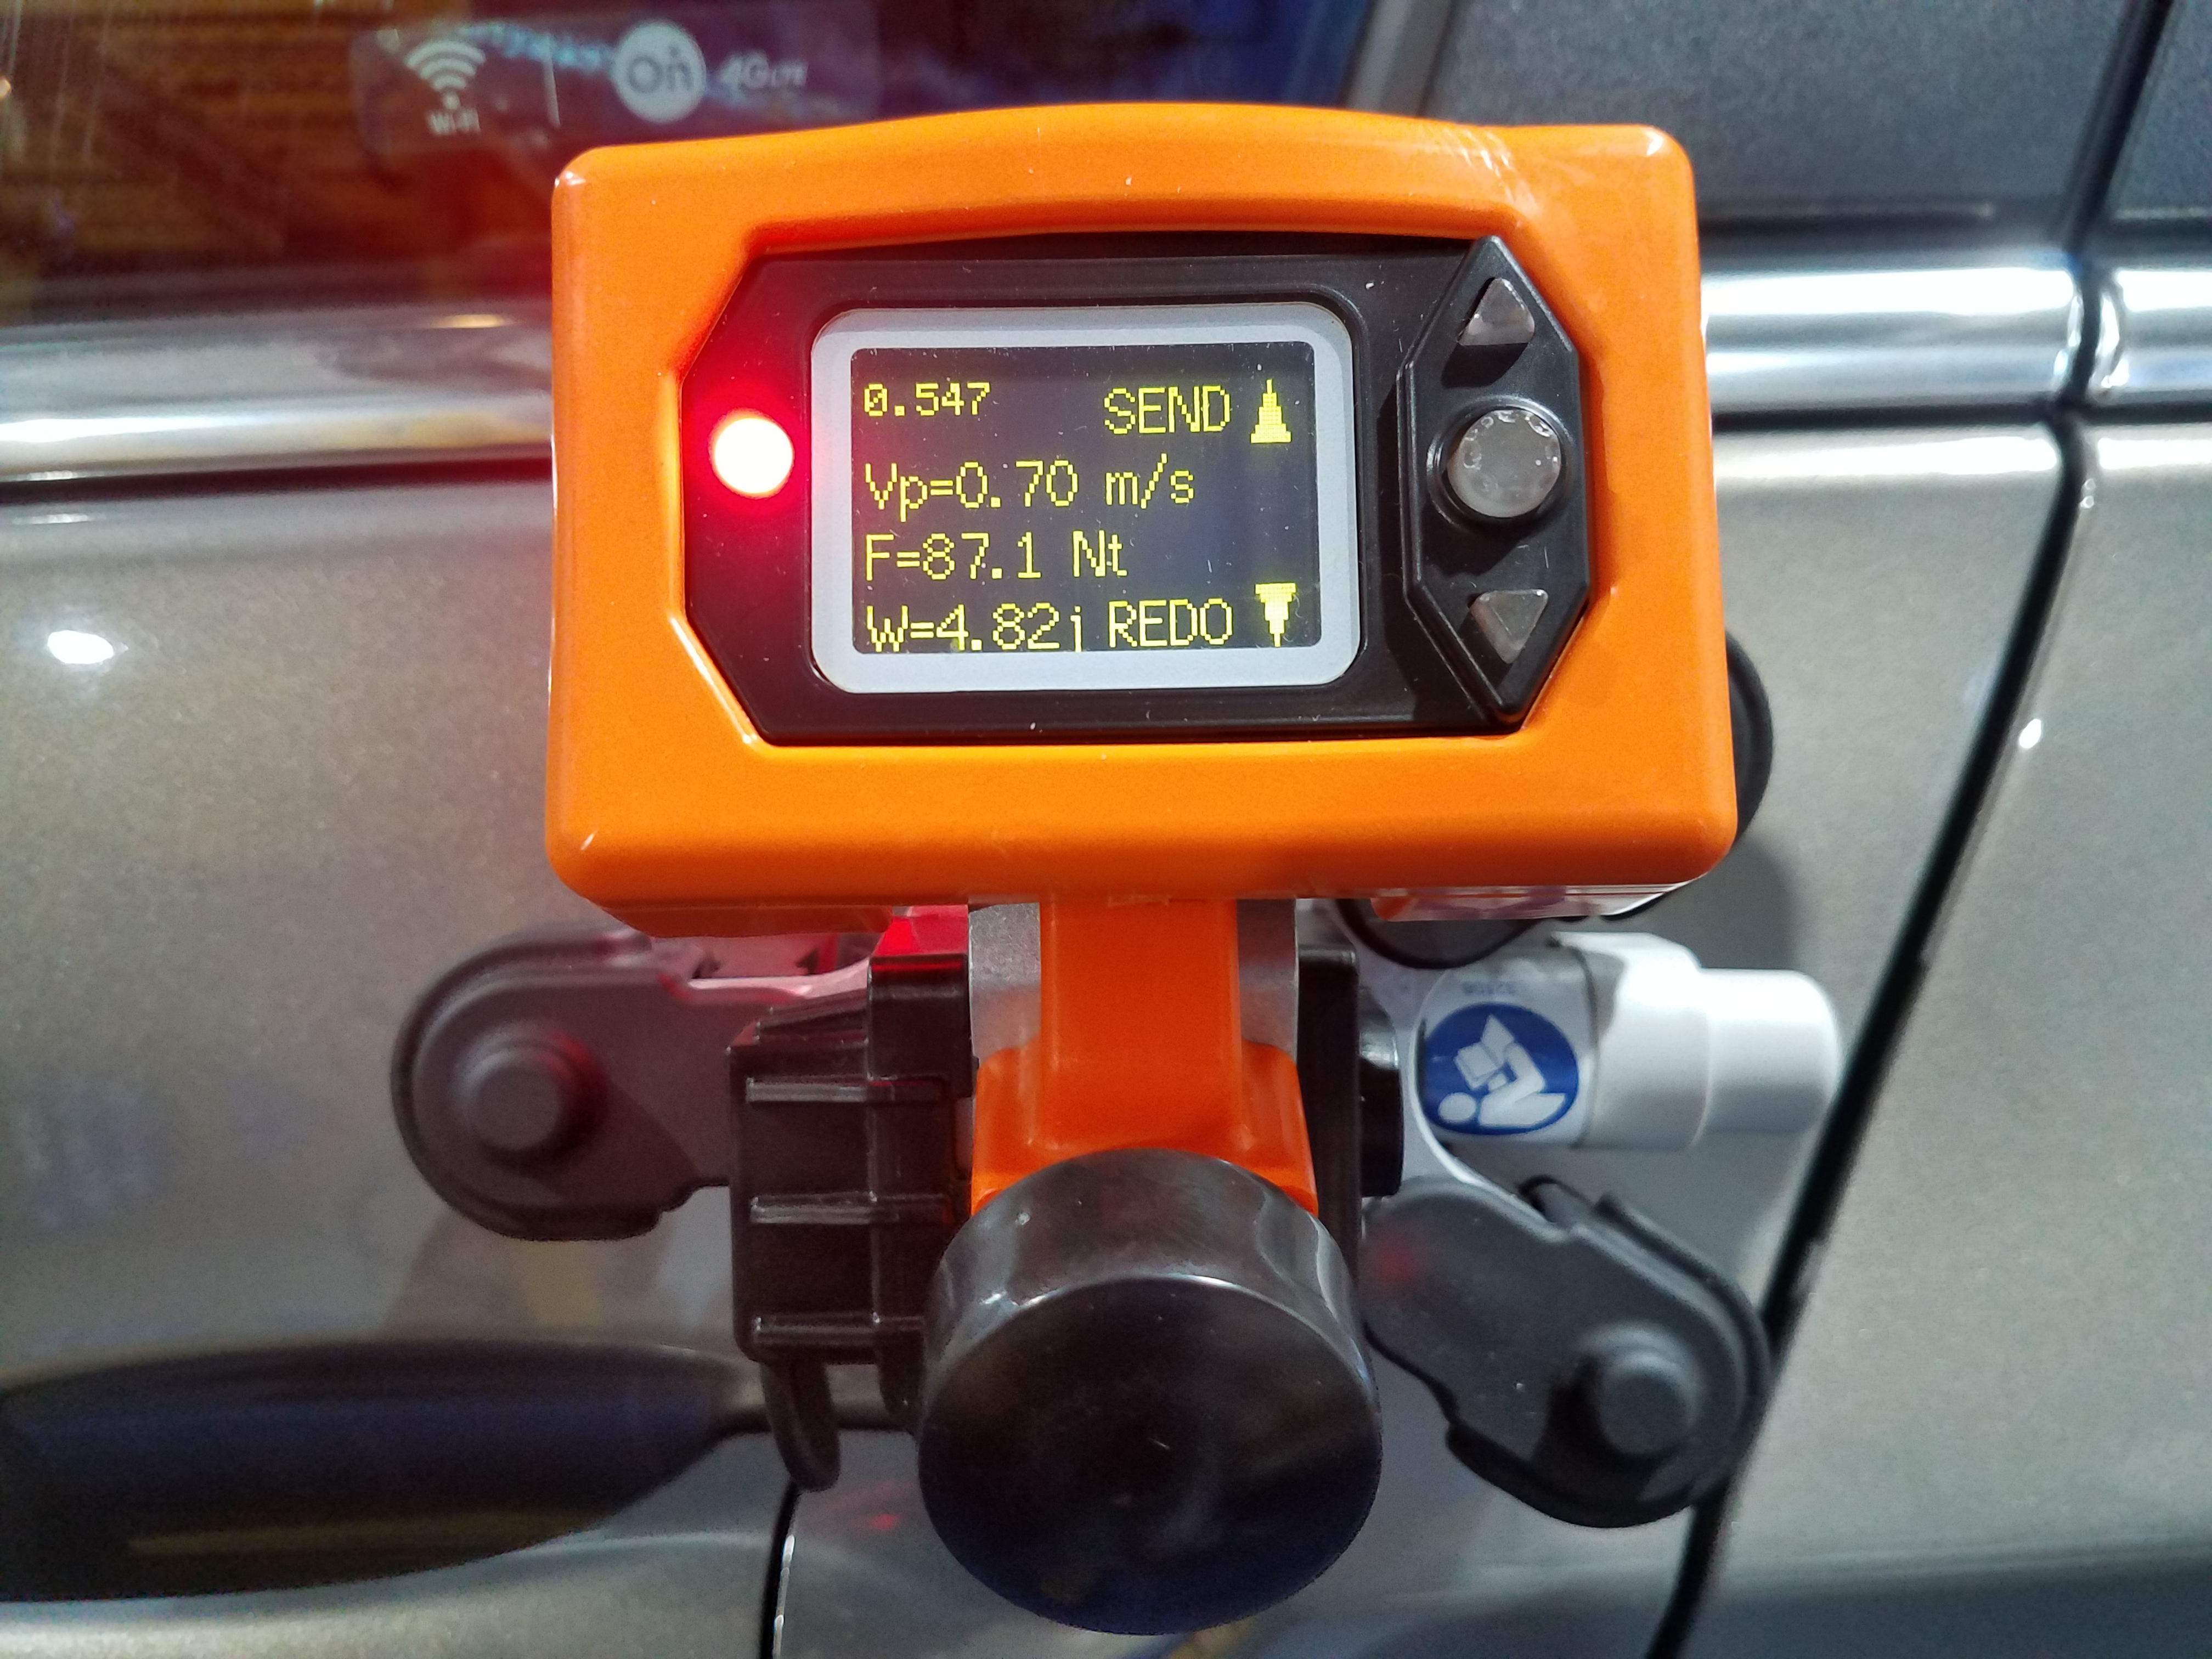 Wi-Fi
On 4G LTE
0.547 SEND
Vp=0.70 m/s
F=87.1 Nt
W=4.82j REDO